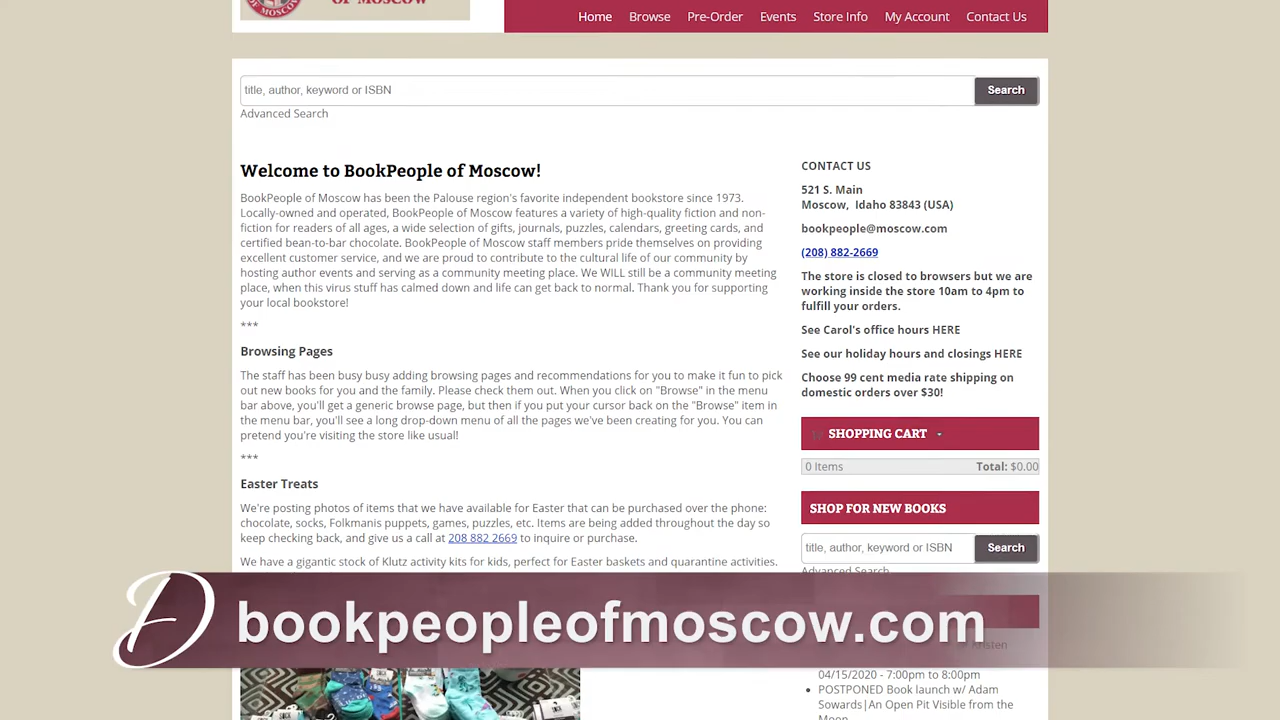 OF MOSCOW
Home Browse Pre-Order Events Store Info My Account Contact Us
title, author, keyword or ISBN
Search
Advanced Search
Welcome to BookPeople of Moscow!
BookPeople of Moscow has been the Palouse region's favorite independent bookstore since 1973.
Locally-owned and operated, BookPeople of Moscow features a variety of high-quality fiction and non-
fiction for readers of all ages, a wide selection of gifts, journals, puzzles, calendars, greeting cards, and
certified bean-to-bar chocolate. BookPeople of Moscow staff members pride themselves on providing
excellent customer service, and we are proud to contribute to the cultural life of our community by
hosting author events and serving as a community meeting place. We WILL still be a community meeting
place, when this virus stuff has calmed down and life can get back to normal. Thank you for supporting
your local bookstore!
***
Browsing Pages
The staff has been busy busy adding browsing pages and recommendations for you to make it fun to pick
out new books for you and the family. Please check them out. When you click on "Browse" in the menu
bar above, you'll get a generic browse page, but then if you put your cursor back on the "Browse" item in
the menu bar, you'll see a long drop-down menu of all the pages we've been creating for you. You can
pretend you're visiting the store like usual!
***
Easter Treats
We're posting photos of items that we have available for Easter that can be purchased over the phone:
chocolate, socks, Folkmanis puppets, games, puzzles, etc. Items are being added throughout the day so
keep checking back, and give us a call at 208 882 2669 to inquire or purchase.
We have a gigantic stock of Klutz activity kits for kids, perfect for Easter baskets and quarantine activities.
CONTACT US
521 S. Main
Moscow, Idaho 83843 (USA)
bookpeople@moscow.com
(208) 882-2669
The store is closed to browsers but we are
working inside the store 10am to 4pm to
fulfill your orders.
See Carol's office hours HERE
See our holiday hours and closings HERE
Choose 99 cent media rate shipping on
domestic orders over $30!
SHOPPING CART
0 Items Total: $0.00
SHOP FOR NEW BOOKS
title, author, keyword or ISBN
Search
Advanced Search
D bookpeopleofmoscow.com
Kristen
04/15/2020 - 7:00pm to 8:00pm
POSTPONED Book launch w/ Adam
Sowards|An Open Pit Visible from the
Moon